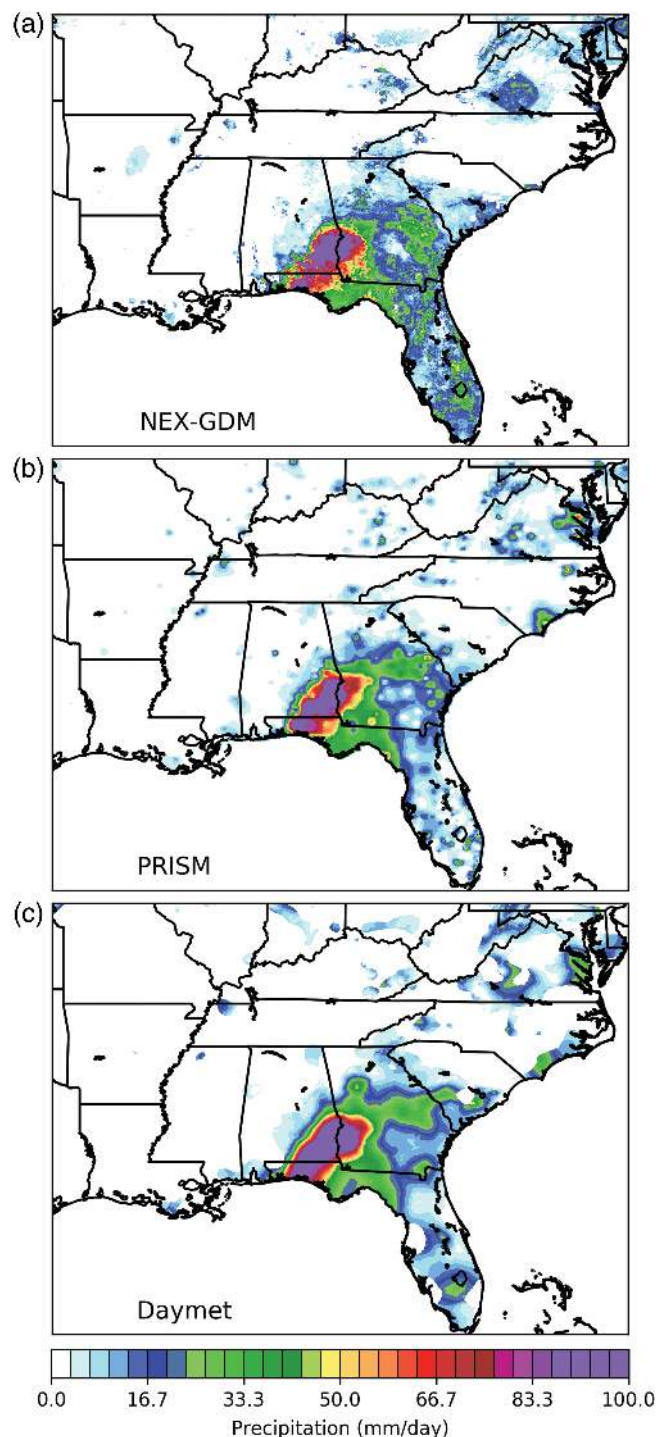 (a)
NEX-GDM
(b)
PRISM
(c)
Daymet
0.0 16.7 33.3 50.0 66.7 83.3 100.0
Precipitation (mm/day)